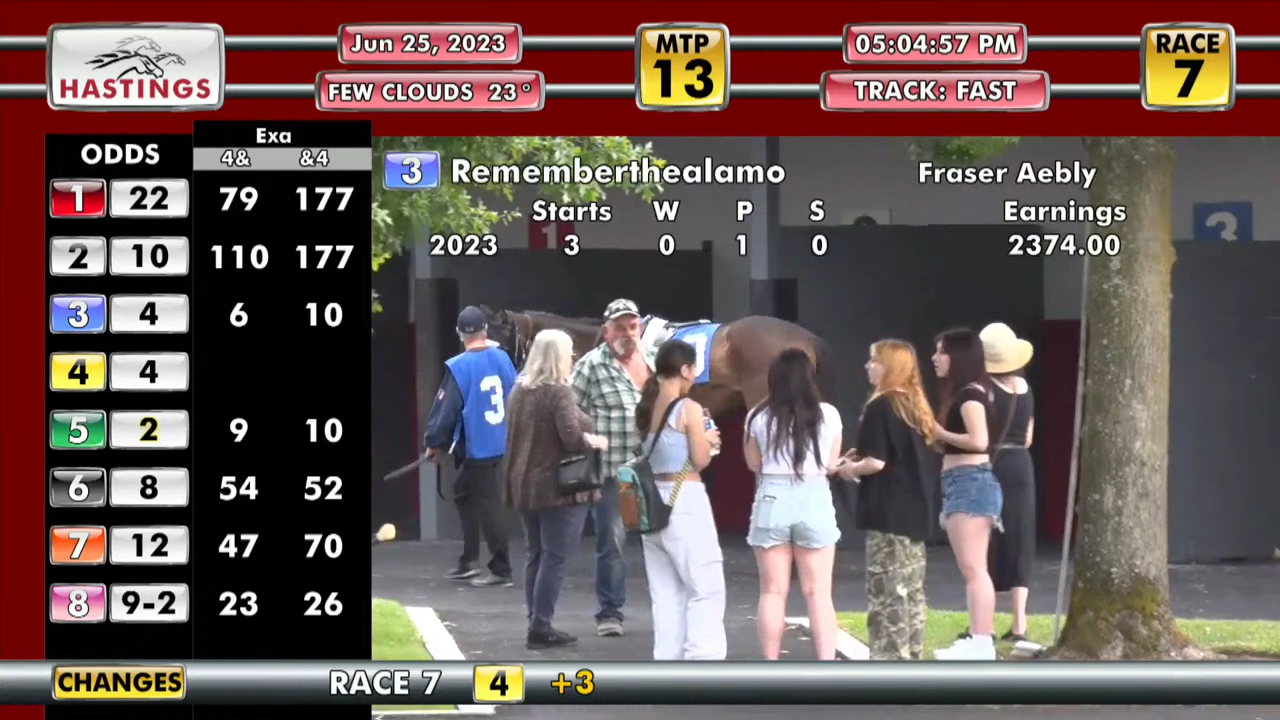 HASTINGS
Jun 25, 2023
FEW CLOUDS 23°
MTP
13
05:04:57 PM
TRACK: FAST
RACE
7
ODDS
Exa
4& &4
1 22 79 177
2 10 110 177
3 4 6 10
4 4
5 2 9 10
6 8 54 52
7 12 47 70
8 9-2 23 26
3 Rememberthealamo Fraser Aebly
Starts W P S Earnings
2023 3 0 1 0 2374.00
1
3
3
CHANGES RACE 7 4 +3